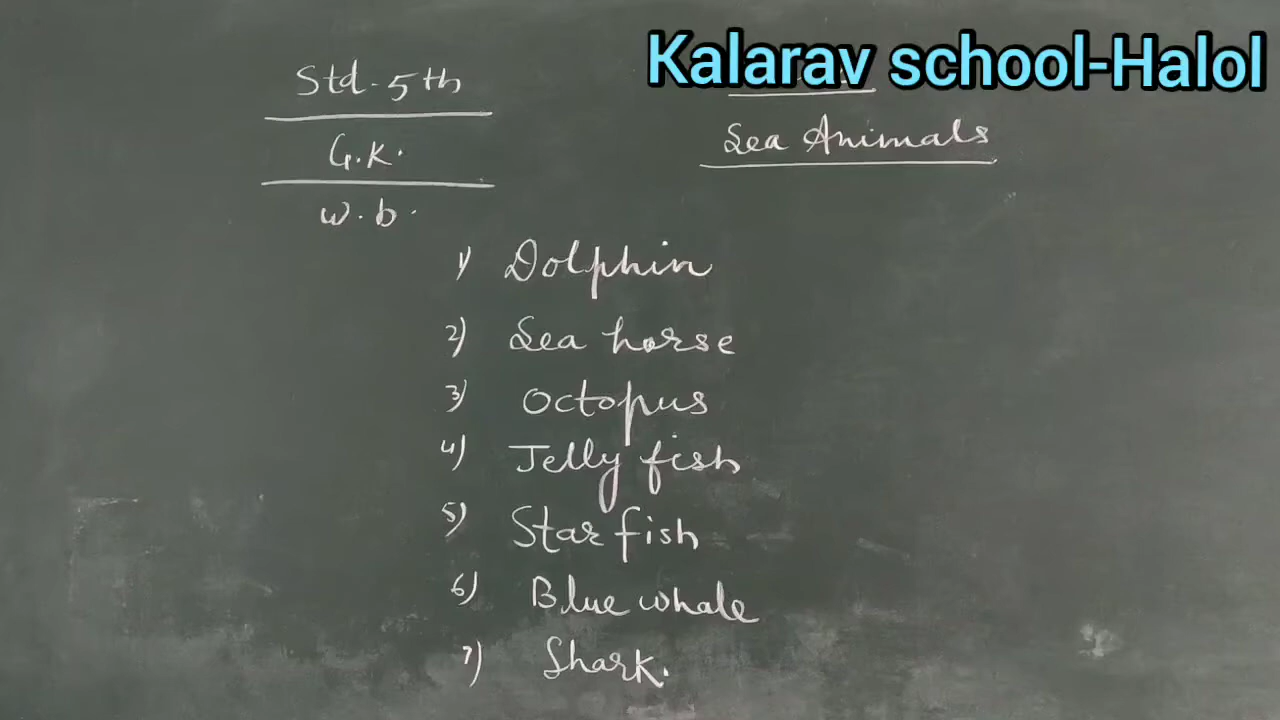 Kalarav school-Halol
Std-5th
G.K.
W.b.
Sea Animals
1) Dolphin
2) Sea horse
3) Octopus
4) Jelly fish
5) Star fish
6) Blue whale
7) Shark.